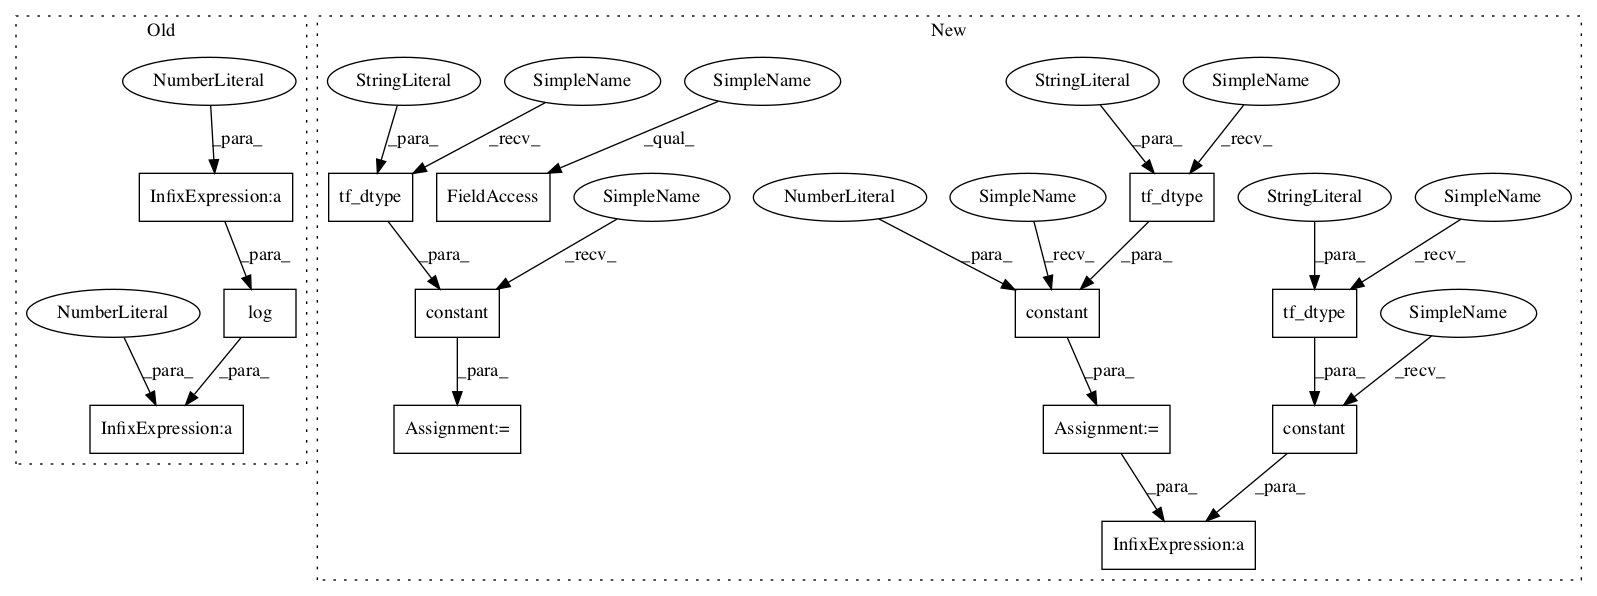 Old
New
NumberLiteral
StringLiteral
SimpleName
SimpleName
StringLiteral
SimpleName
_para_
_para_
_recv_
_qual_
_para_
_recv_
InfixExpression:a
tf_dtype
FieldAccess
SimpleName
NumberLiteral
SimpleName
tf_dtype
StringLiteral
SimpleName
_para_
_para_
_recv_
_para_
_recv_
_para_
_para_
_recv_
NumberLiteral
log
constant
constant
tf_dtype
SimpleName
_para_
_para_
_para_
_para_
_para_
_recv_
InfixExpression:a
Assignment:=
Assignment:=
constant
_para_
_para_
InfixExpression:a